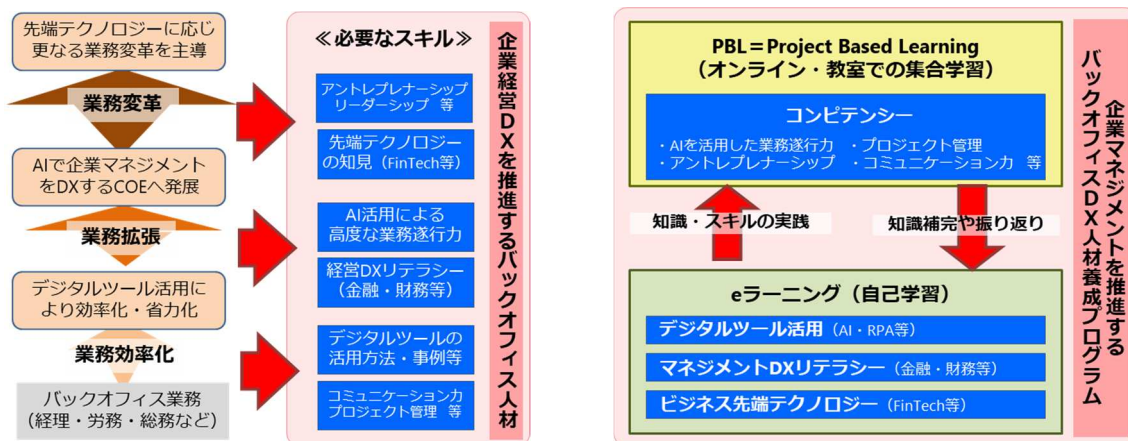 先端テクノロジーに応じ
更なる業務変革を主導
業務変革
AIで企業マネジメント
をDXするCOEへ発展
業務拡張
デジタルツール活用に
より効率化・省力化
業務効率化
バックオフィス業務
（経理・労務・総務など）
≪必要なスキル≫
アントレプレナーシップ
リーダーシップ 等
先端テクノロジー
の知見（FinTech等）
AI活用による
高度な業務遂行力
経営DXリテラシー
（金融・財務等）
デジタルツールの
活用方法・事例等
コミュニケーション力
プロジェクト管理 等
企業経営DXを推進するバックオフィス人材
PBL＝Project Based Learning
（オンライン・教室での集合学習）
コンピテンシー
・AIを活用した業務遂行力 ・プロジェクト管理
・アントレプレナーシップ ・コミュニケーション力 等
知識・スキルの実践
知識補完や振り返り
eラーニング（自己学習）
デジタルツール活用（AI・RPA等）
マネジメントDXリテラシー（金融・財務等）
ビジネス先端テクノロジー（FinTech等）
企業マネジメントを推進する
バックオフィスDX人材養成プログラム